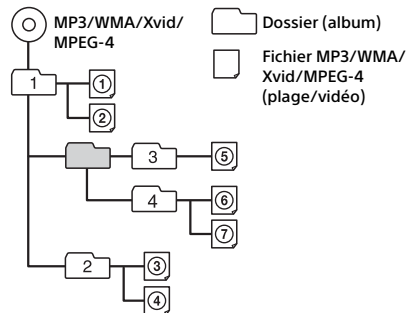 MP3/WMA/Xvid/
MPEG-4
Dossier (album)
Fichier MP3/WMA/
Xvid/MPEG-4
(plage/vidéo)
1
①
②
3
⑤
4
⑥
⑦
2
③
④